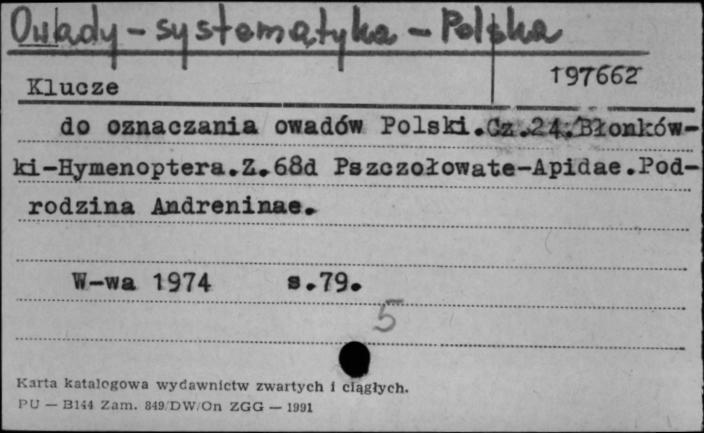 Owady - systematyka - Polska
197662
Klucze
do oznaczania owadów Polski.Cz.24.Błonków-
ki-Hymenoptera.Z.68d Pszczołowate-Apidae.Pod-
rodzina Andreninae.
W-wa 1974 s.79.
5
Karta katalogowa wydawnictw zwartych i ciągłych.
PU — B144 Zam. 849/DW/On ZGG — 1991